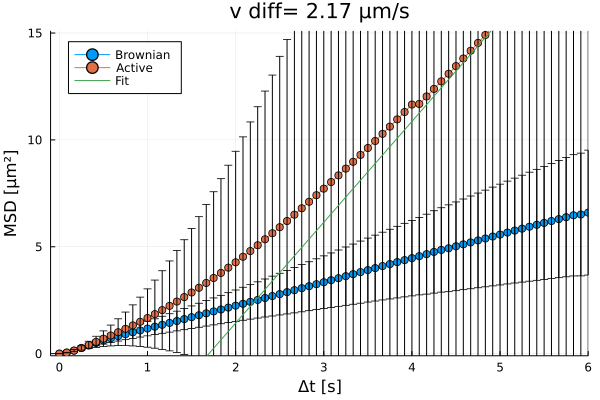 v diff= 2.17 μm/s
Brownian
Active
Fit
MSD [μm²]
15
10
5
0
0 1 2 3 4 5 6
Δt [s]